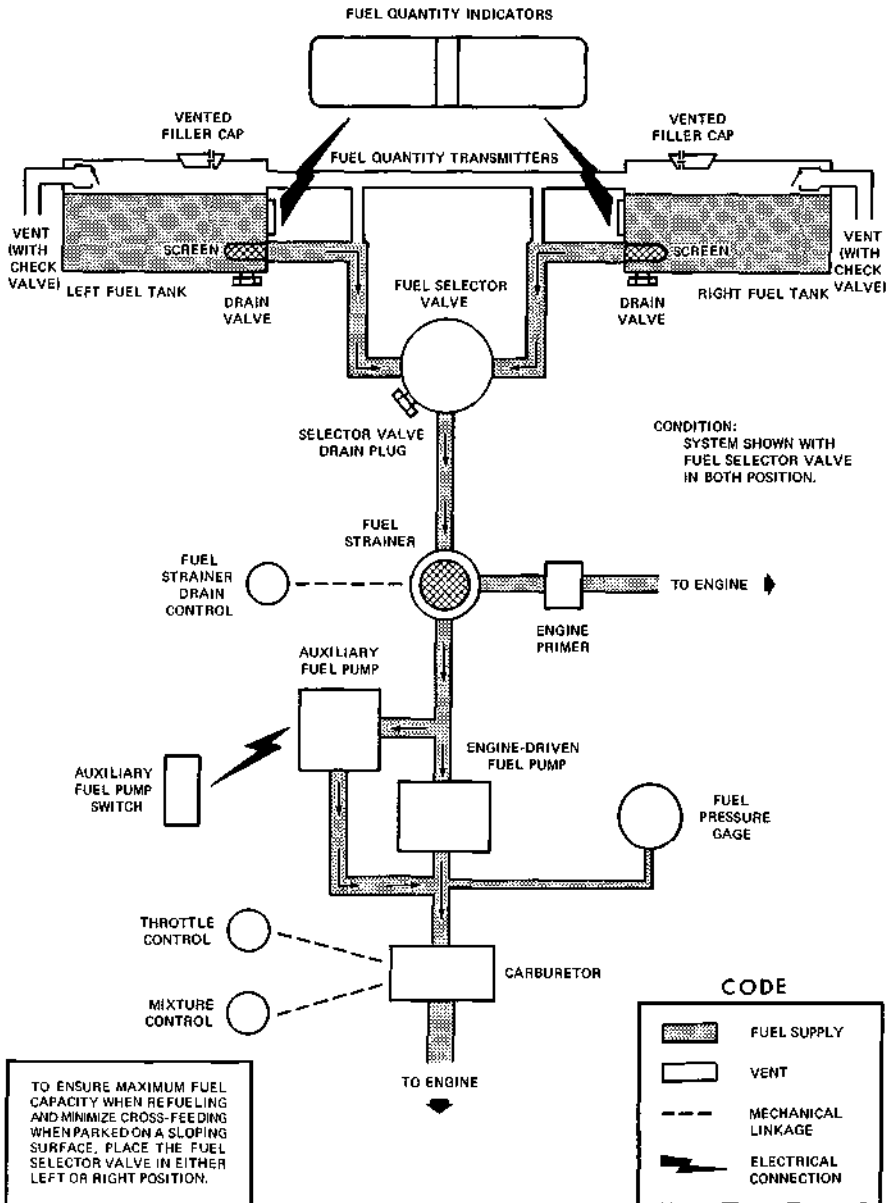 FUEL QUANTITY INDICATORS
VENTED
FILLER CAP
VENTED
FILLER CAP
FUEL QUANTITY TRANSMITTERS
VENT
(WITH
CHECK
VALVE)
SCREEN
LEFT FUEL TANK
DRAIN
VALVE
FUEL SELECTOR
VALVE
SCREEN
DRAIN
VALVE
RIGHT FUEL TANK
VENT
(WITH
CHECK
VALVE)
SELECTOR VALVE
DRAIN PLUG
CONDITION:
SYSTEM SHOWN WITH
FUEL SELECTOR VALVE
IN BOTH POSITION.
FUEL
STRAINER
FUEL
STRAINER
DRAIN
CONTROL
TO ENGINE
ENGINE
PRIMER
AUXILIARY
FUEL PUMP
ENGINE-DRIVEN
FUEL PUMP
AUXILIARY
FUEL PUMP
SWITCH
FUEL
PRESSURE
GAGE
THROTTLE
CONTROL
CARBURETOR
MIXTURE
CONTROL
TO ENGINE
CODE
FUEL SUPPLY
VENT
MECHANICAL
LINKAGE
ELECTRICAL
CONNECTION
TO ENSURE MAXIMUM FUEL
CAPACITY WHEN REFUELING
AND MINIMIZE CROSS-FEEDING
WHEN PARKED ON A SLOPING
SURFACE, PLACE THE FUEL
SELECTOR VALVE IN EITHER
LEFT OR RIGHT POSITION.